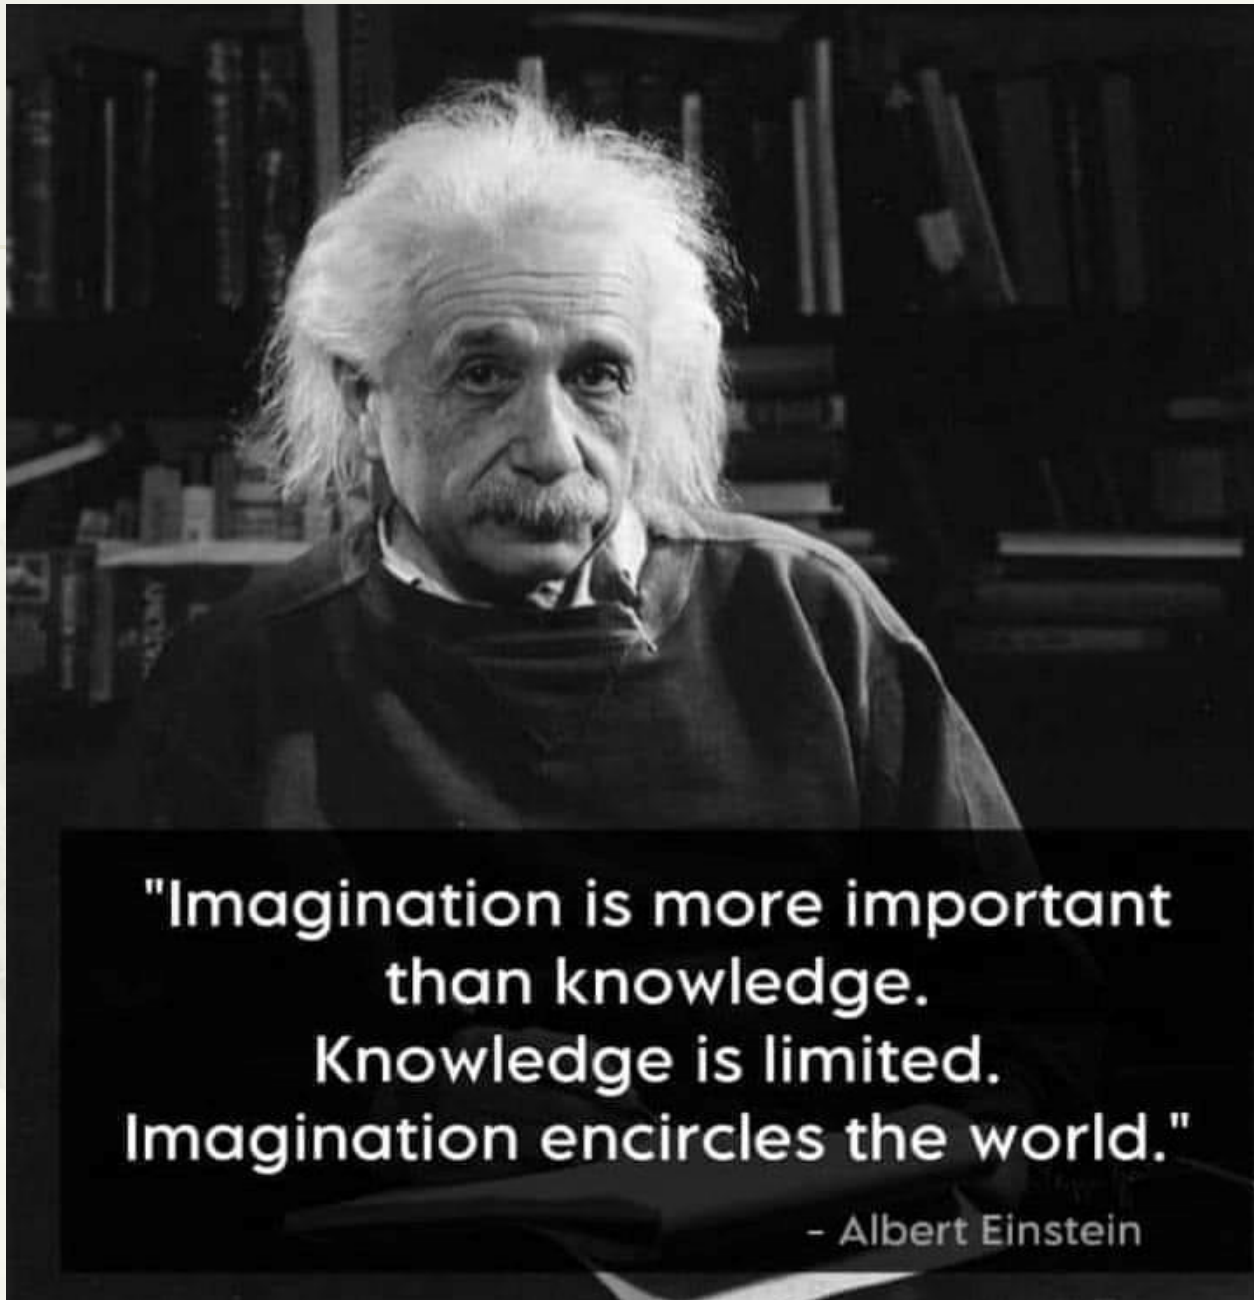 "Imagination is more important
than knowledge.
Knowledge is limited.
Imagination encircles the world."
- Albert Einstein